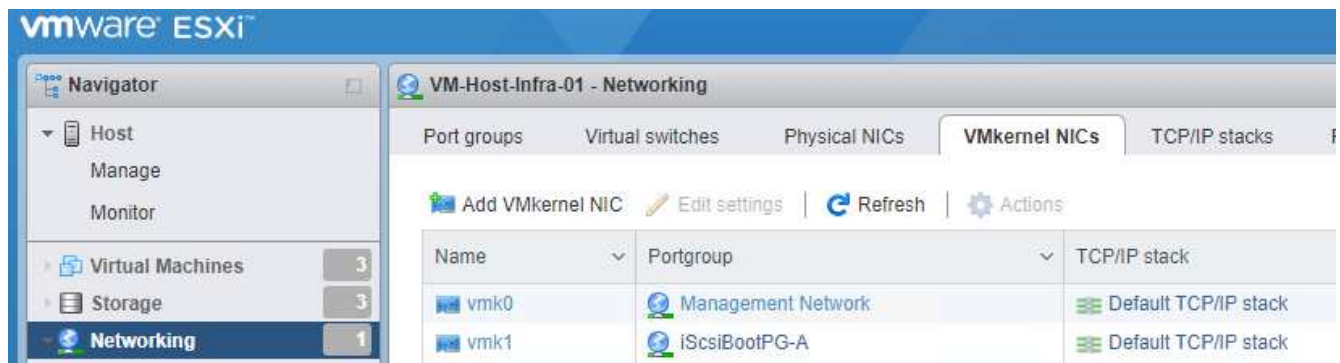 vmware ESXi™
Navigator
VM-Host-Infra-01 - Networking
Host
Manage
Monitor
Virtual Machines 3
Storage 3
Networking 1
Port groups Virtual switches Physical NICs VMkernel NICs TCP/IP stacks
Add VMkernel NIC Edit settings Refresh Actions
Name Portgroup TCP/IP stack
vmk0 Management Network Default TCP/IP stack
vmk1 iScsiBootPG-A Default TCP/IP stack